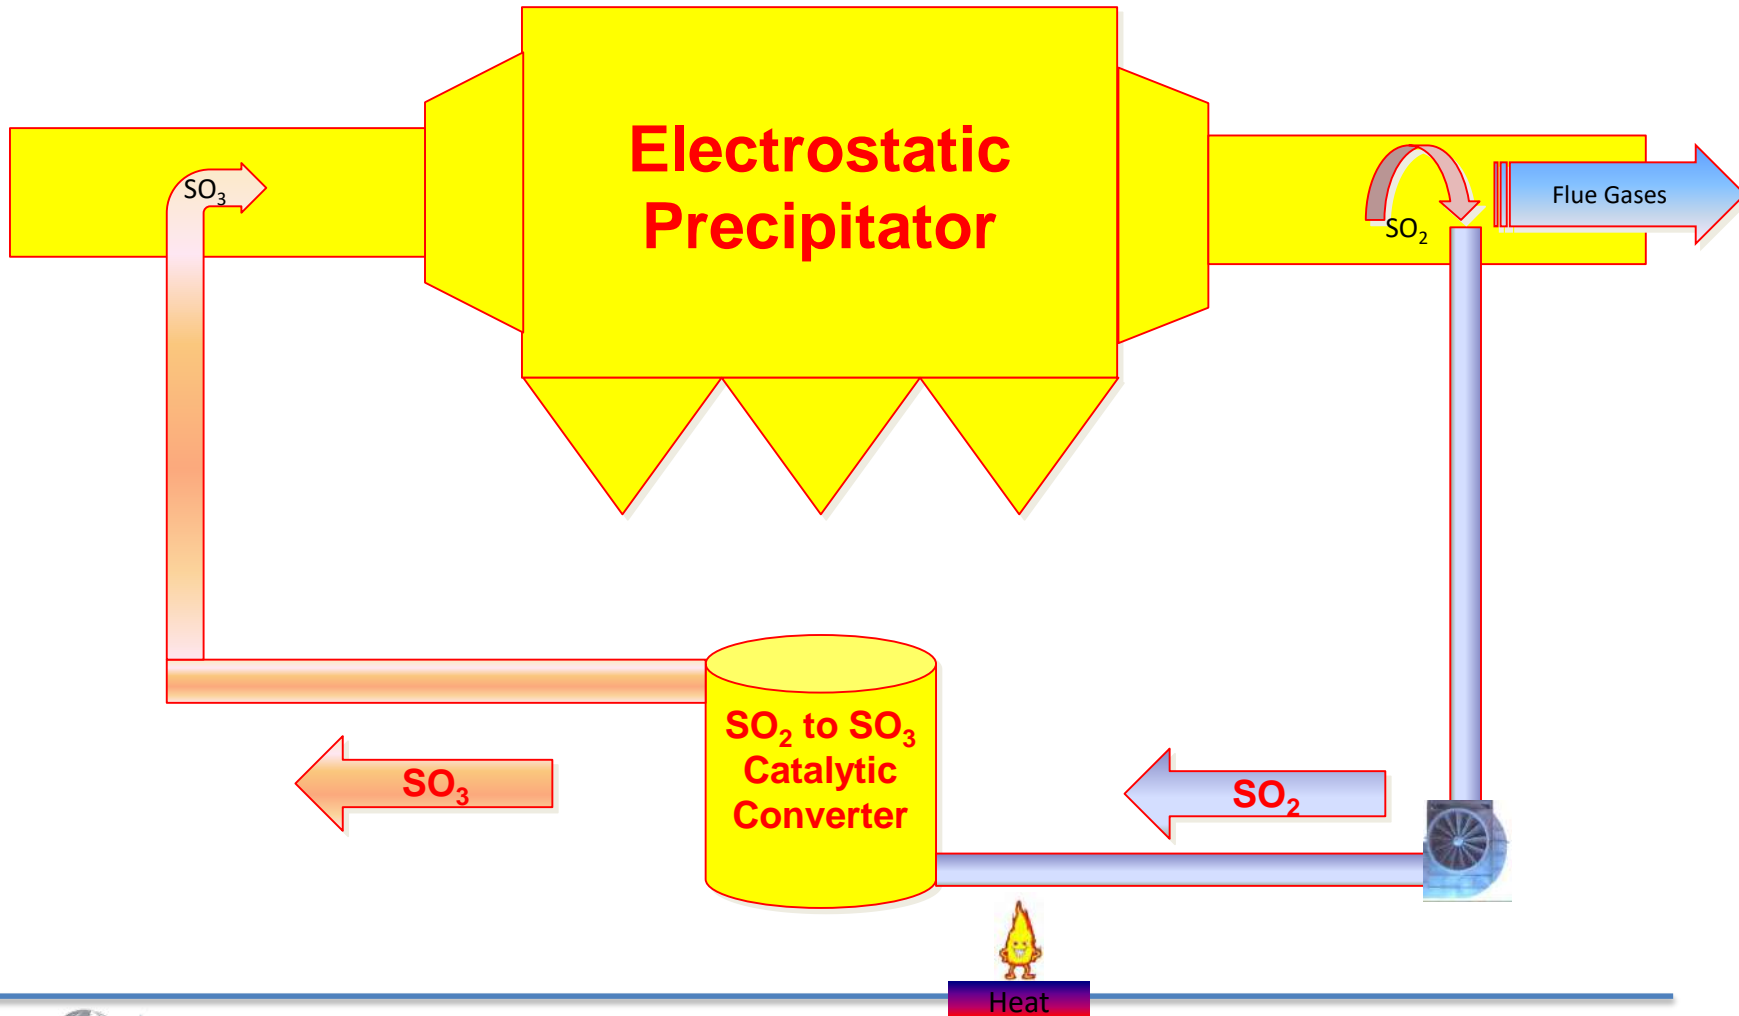 Electrostatic
Precipitator
SO₃
SO₂
Flue Gases
SO₂ to SO₃
Catalytic
Converter
SO₃
SO₂
Heat